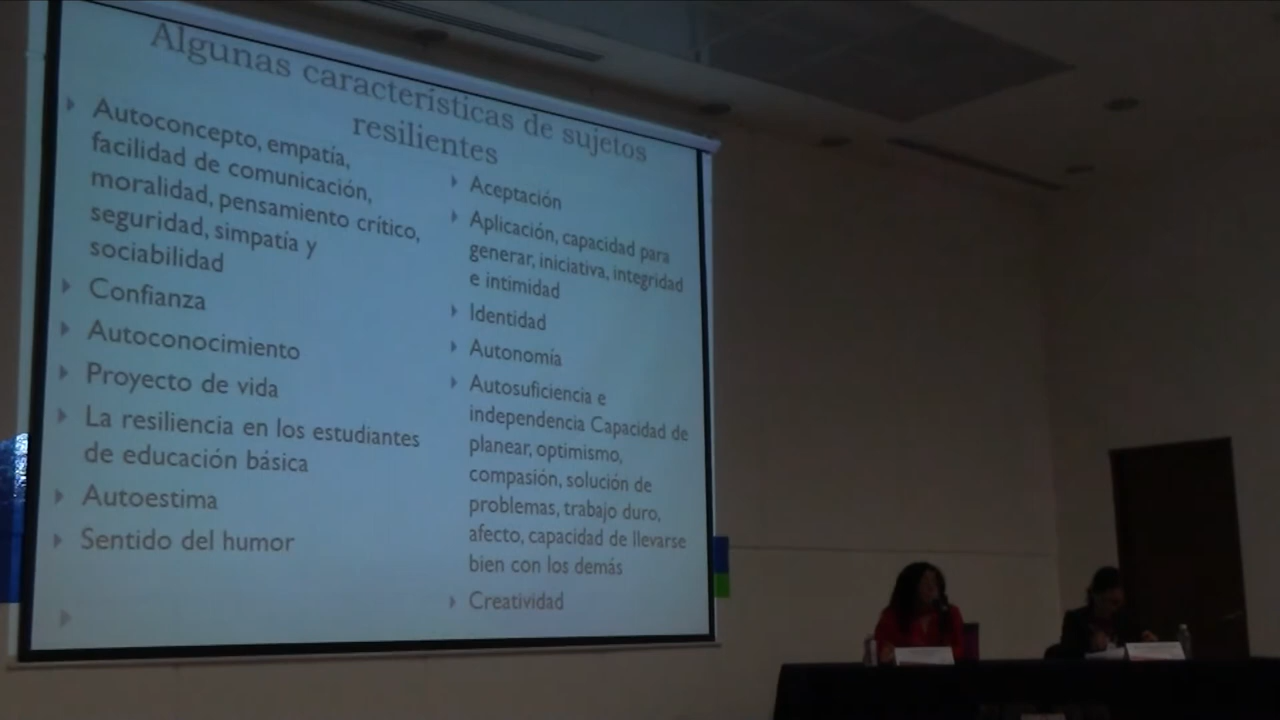 Algunas características de sujetos
resilientes
Autoconcepto, empatía,
facilidad de comunicación,
moralidad, pensamiento crítico,
seguridad, simpatía y
sociabilidad
Confianza
Autoconocimiento
Proyecto de vida
La resiliencia en los estudiantes
de educación básica
Autoestima
Sentido del humor
Aceptación
Aplicación, capacidad para
generar, iniciativa, integridad
e intimidad
Identidad
Autonomía
Autosuficiencia e
independencia Capacidad de
planear, optimismo,
compasión, solución de
problemas, trabajo duro,
afecto, capacidad de llevarse
bien con los demás
Creatividad